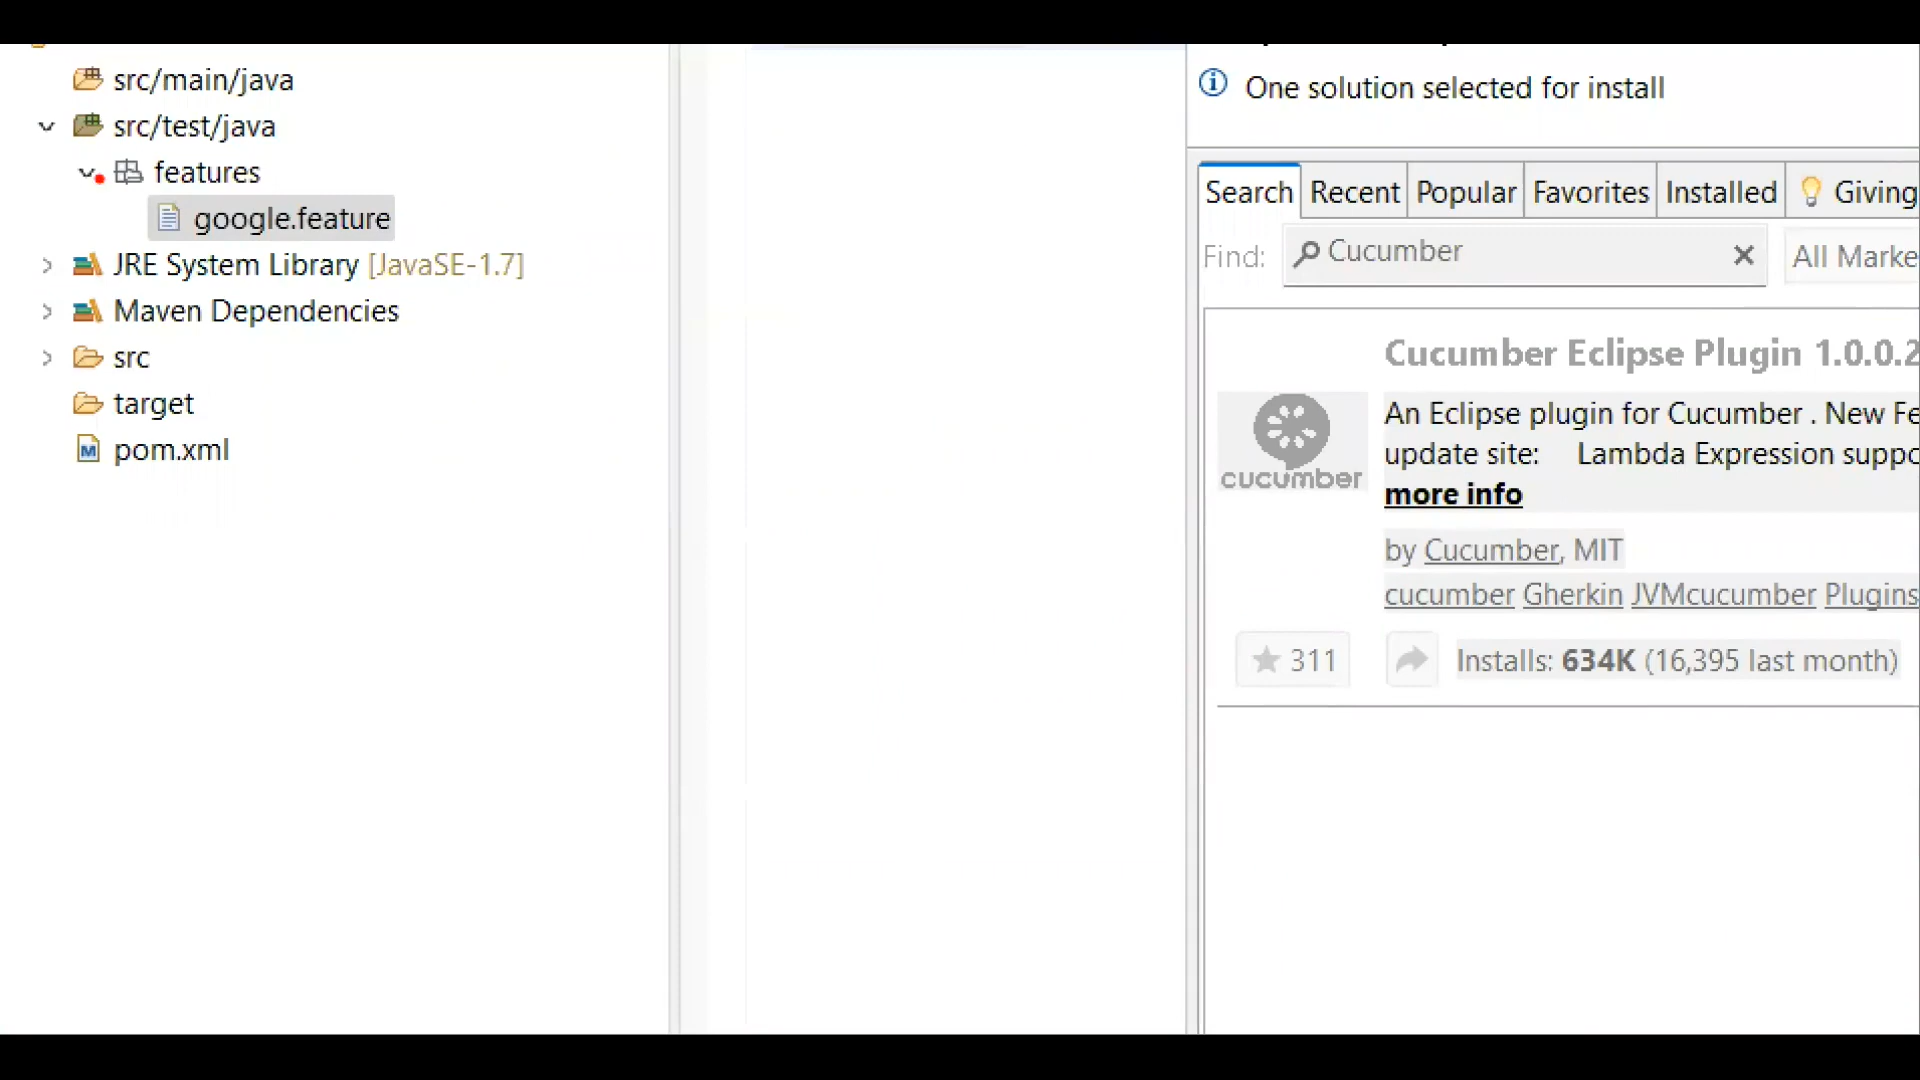 src/main/java
src/test/java
features
google.feature
JRE System Library [JavaSE-1.7]
Maven Dependencies
src
target
pom.xml
One solution selected for install
Search Recent Popular Favorites Installed Giving
Find: Cucumber All Marke
Cucumber Eclipse Plugin 1.0.0.2
An Eclipse plugin for Cucumber . New Fe
update site: Lambda Expression suppo
more info
cucumber
by Cucumber, MIT
cucumber Gherkin JVMcucumber Plugins
311 Installs: 634K (16,395 last month)